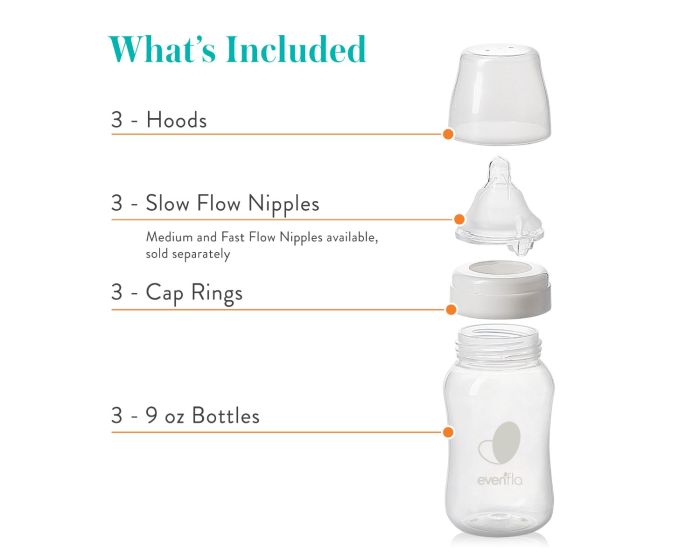 What's Included
3 - Hoods
3 - Slow Flow Nipples
Medium and Fast Flow Nipples available,
sold separately
3 - Cap Rings
3 - 9 oz Bottles
evenflo